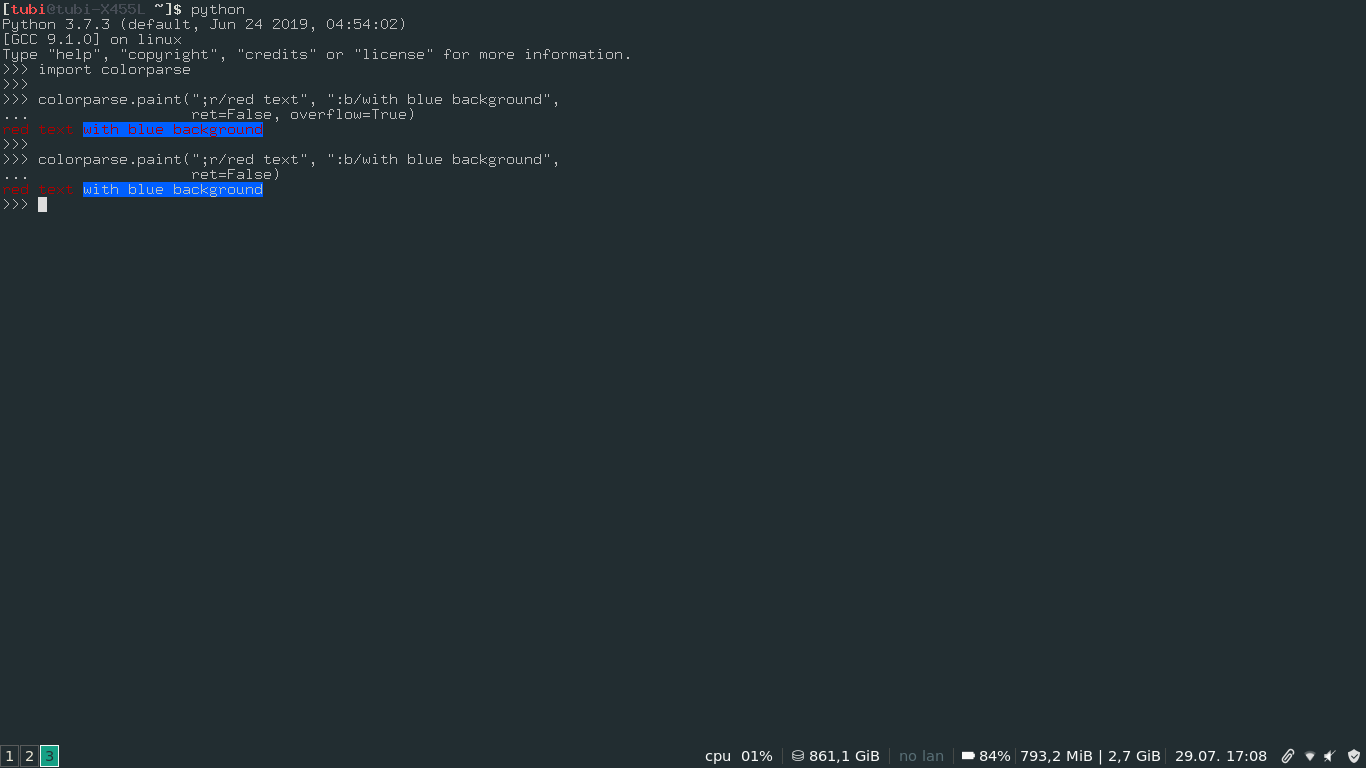 [tubi@tubi-X455L ~]$ python
Python 3.7.3 (default, Jun 24 2019, 04:54:02)
[GCC 9.1.0] on linux
Type "help", "copyright", "credits" or "license" for more information.
>>> import colorparse
>>>
>>> colorparse.paint(";r/red text", ":b/with blue background",
...                  ret=False, overflow=True)
red text with blue background
>>>
>>> colorparse.paint(";r/red text", ":b/with blue background",
...                  ret=False)
red text with blue background
>>>
1 2 3 cpu 01% 861,1 GiB no lan 84% 793,2 MiB | 2,7 GiB 29.07. 17:08